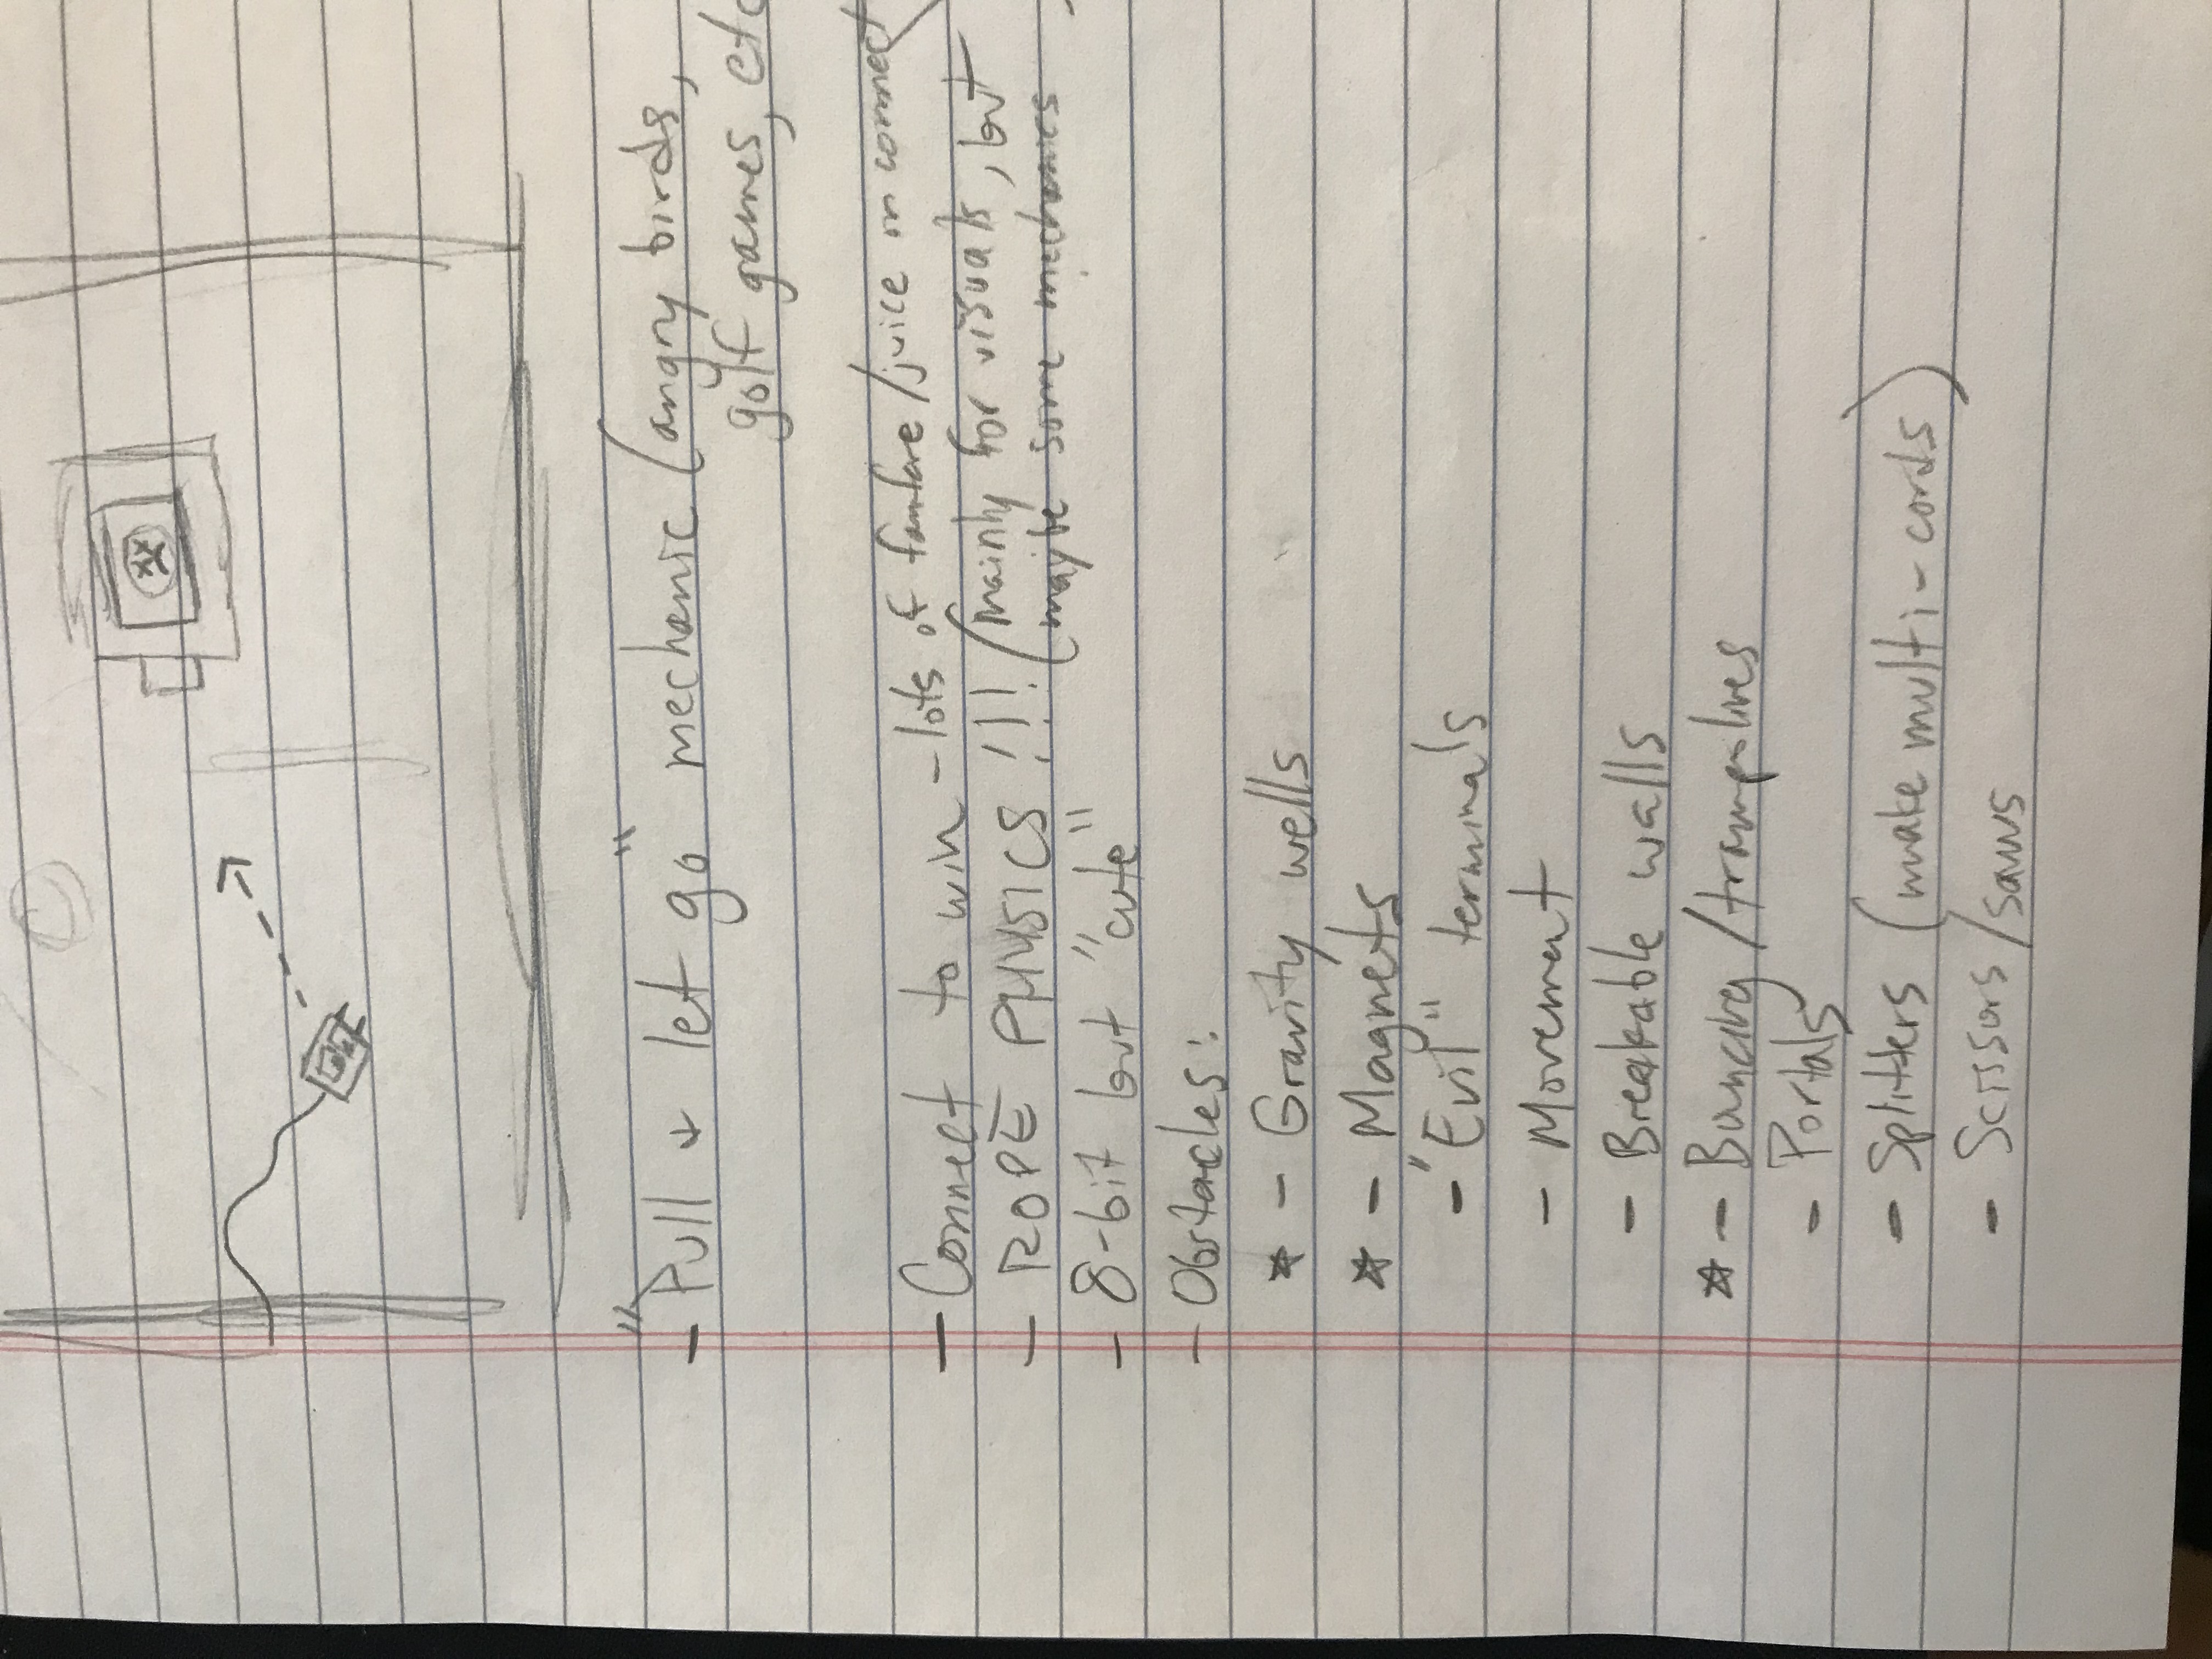 - "Pull & let go" mechanic (angry birds,
golf games, etc
- Connect to win - lots of fanfare/juice on connect
- ROPE PHYSICS!!! (mainly for visuals, but
maybe some mechanics
- 8-bit but "cute"
- Obstacles:
☆ - Gravity wells
☆ - Magnets
- "Evil" terminals
- Movement
- Breakable walls
☆ - Bouncing/trampolines
- Portals
- Splitters (make multi-cords)
- Scissors/saws